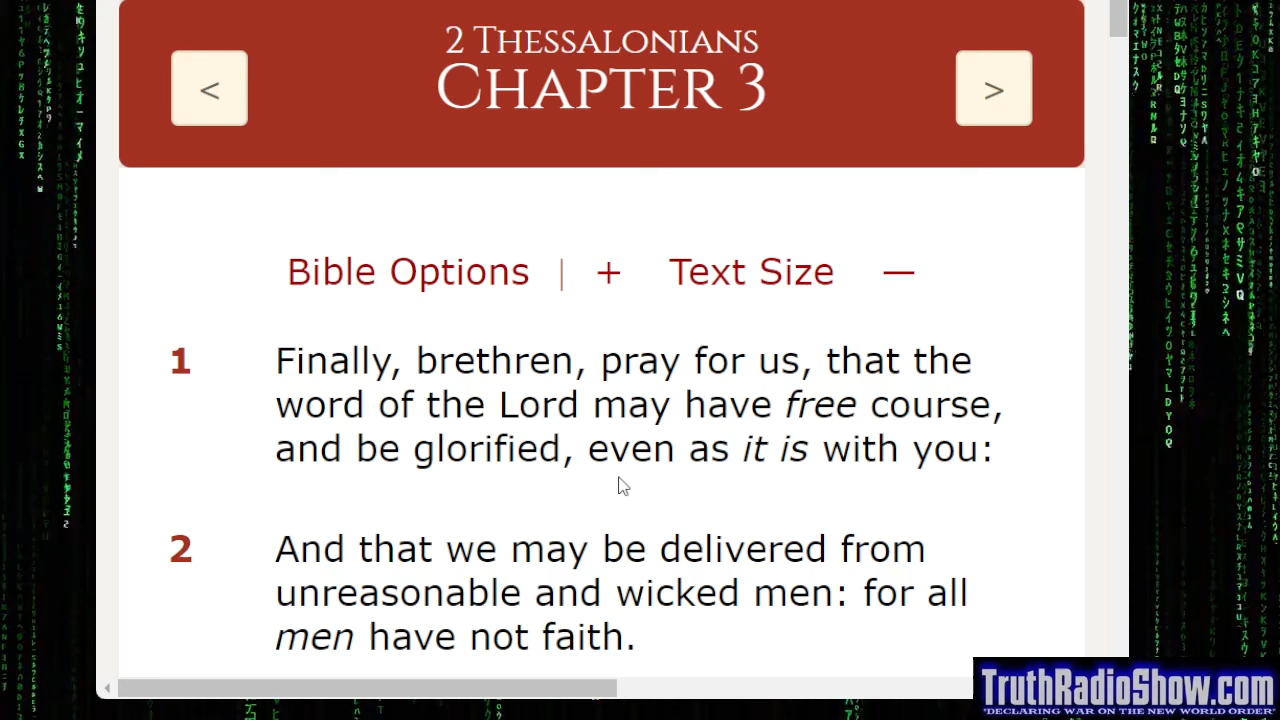 2 THESSALONIANS
CHAPTER 3
<
>
Bible Options | + Text Size —
1 Finally, brethren, pray for us, that the
word of the Lord may have free course,
and be glorified, even as it is with you:
2 And that we may be delivered from
unreasonable and wicked men: for all
men have not faith.
TruthRadioShow.com
"DECLARING WAR ON THE NEW WORLD ORDER"